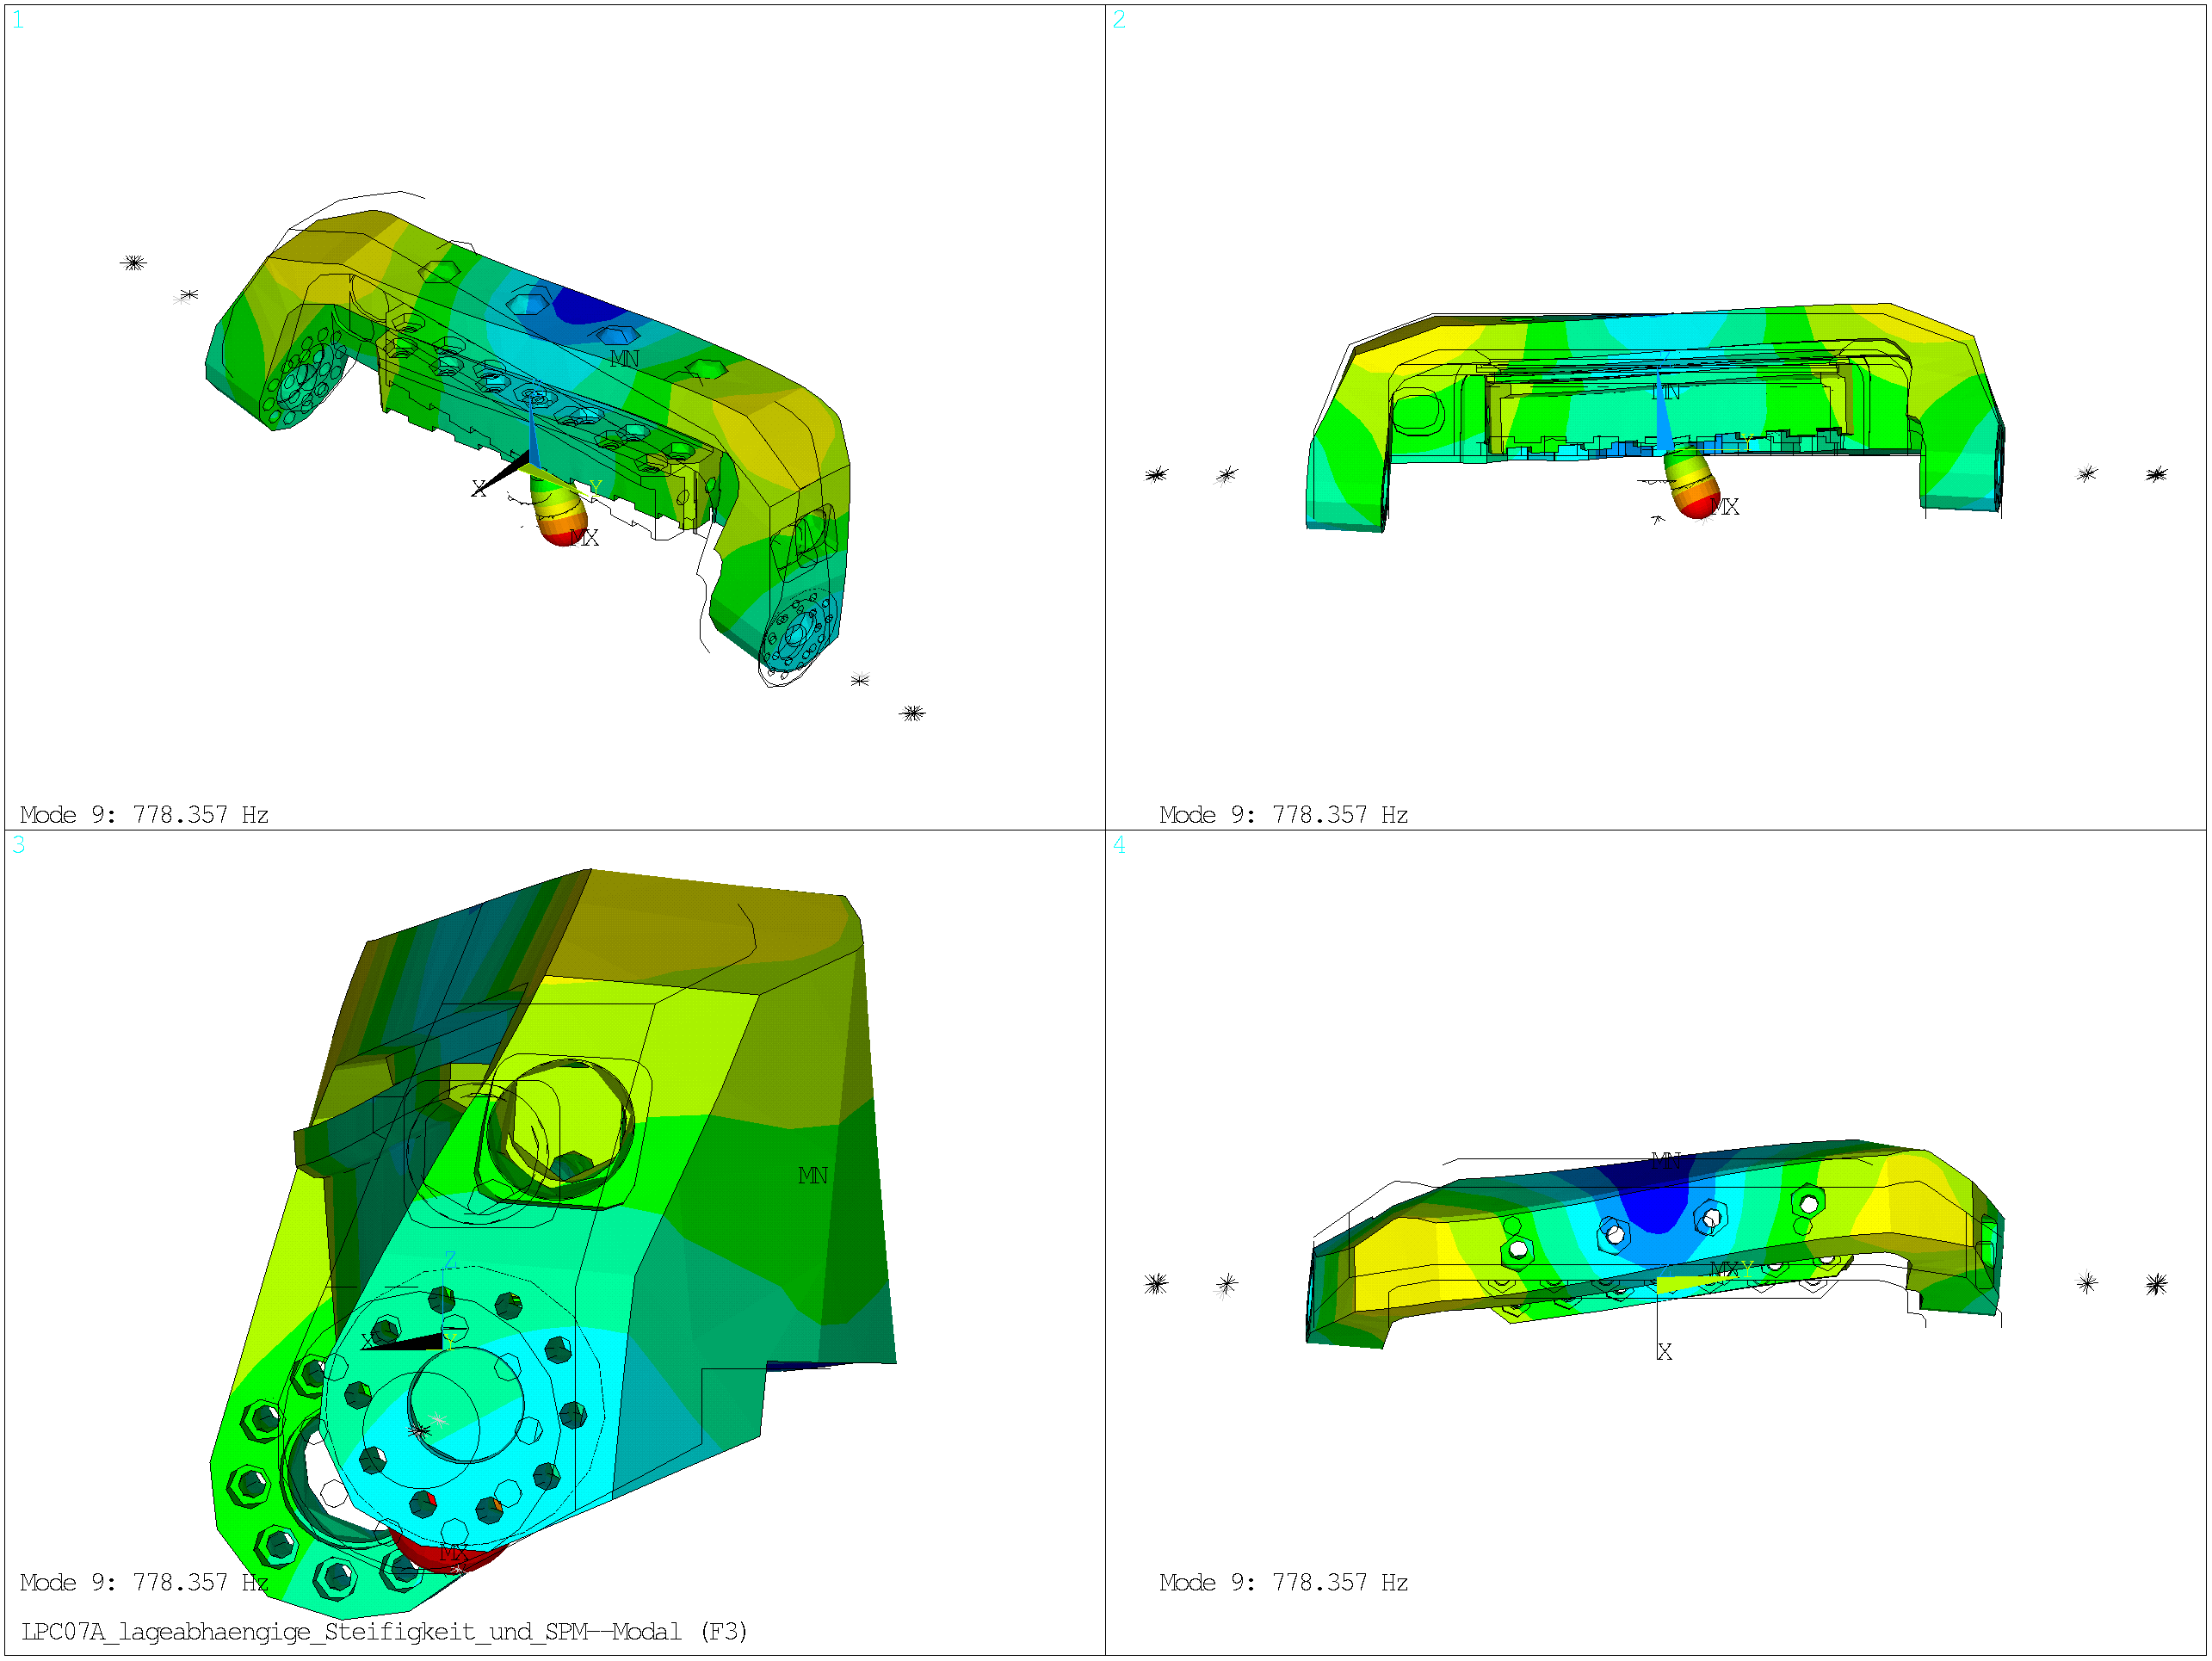 1
MN
X
Y
MX
Mode 9: 778.357 Hz
2
Z
MN
Y
MX
Mode 9: 778.357 Hz
3
MN
Z
X
Y
MX
Mode 9: 778.357 Hz
LPC07A_lageabhaengige_Steifigkeit_und_SPM--Modal (F3)
4
MN
MX
Y
X
Mode 9: 778.357 Hz